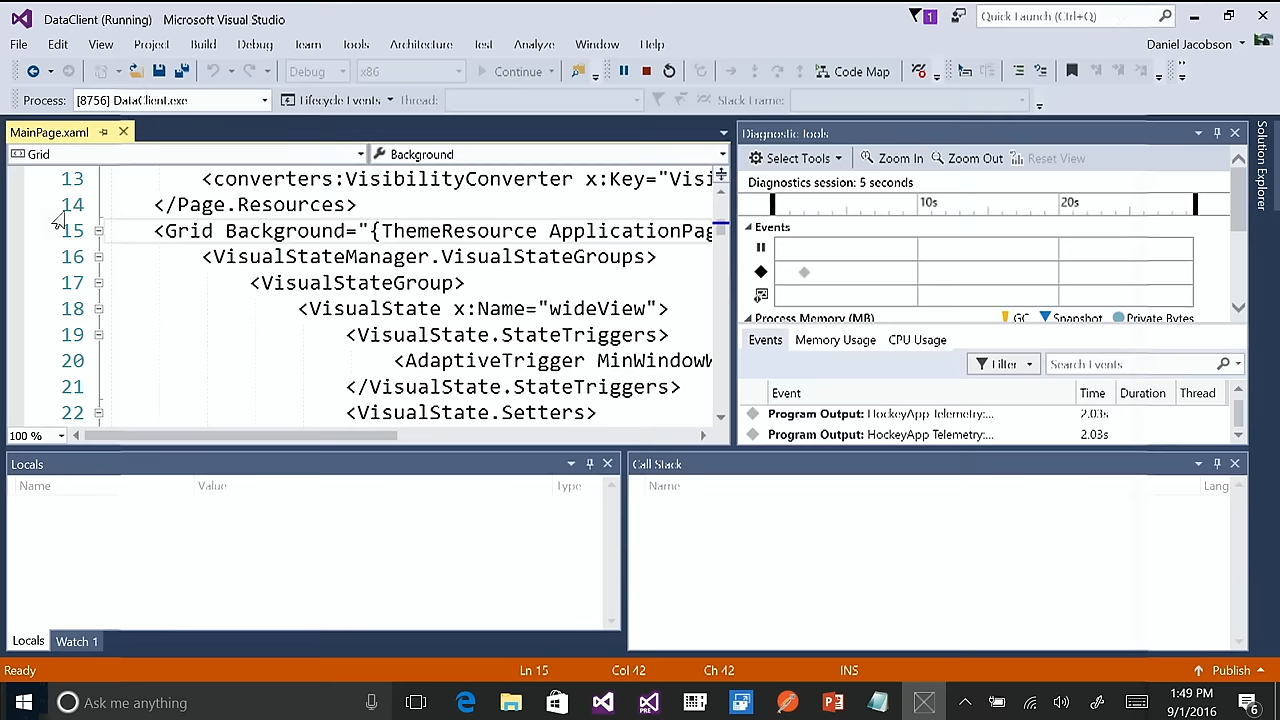 DataClient (Running) - Microsoft Visual Studio
1
Quick Launch (Ctrl+Q)
File Edit View Project Build Debug Team Tools Architecture Test Analyze Window Help
Daniel Jacobson
Debug x86 Continue Code Map
Process: [8756] DataClient.exe Lifecycle Events Thread: Stack Frame:
MainPage.xaml
Diagnostic Tools
Grid Background
Select Tools Zoom In Zoom Out Reset View
13 <converters:VisibilityConverter x:Key="Visi
14 </Page.Resources>
15 <Grid Background="{ThemeResource ApplicationPag
16 <VisualStateManager.VisualStateGroups>
17 <VisualStateGroup>
18 <VisualState x:Name="wideView">
19 <VisualState.StateTriggers>
20 <AdaptiveTrigger MinWindowW
21 </VisualState.StateTriggers>
22 <VisualState.Setters>
100 %
Diagnostics session: 5 seconds
10s 20s
Events
Process Memory (MB) GC Snapshot Private Bytes
Events Memory Usage CPU Usage
Filter Search Events
Event Time Duration Thread
Program Output: HockeyApp Telemetry:... 2.03s
Program Output: HockeyApp Telemetry:... 2.03s
Locals
Name Value Type
Call Stack
Name Lang
Locals Watch 1
Solution Explorer
Ready Ln 15 Col 42 Ch 42 INS Publish
Ask me anything
PRE
1:49 PM
9/1/2016
6